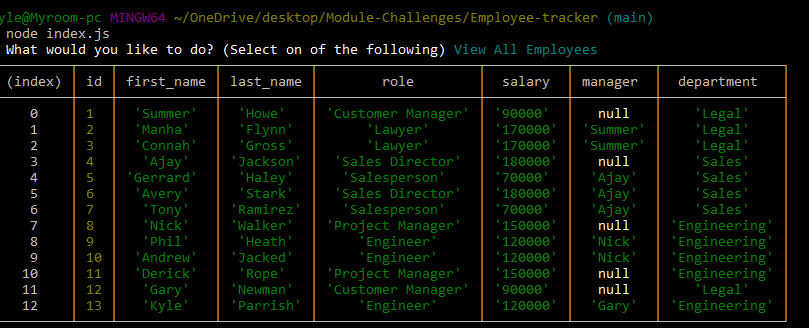 yle@Myroom-pc MINGW64 ~/OneDrive/desktop/Module-Challenges/Employee-tracker (main)
node index.js
What would you like to do? (Select on of the following) View All Employees
(index) id first_name last_name role salary manager department
0 1 'Summer' 'Howe' 'Customer Manager' '90000' null 'Legal'
1 2 'Manha' 'Flynn' 'Lawyer' '170000' 'Summer' 'Legal'
2 3 'Connah' 'Gross' 'Lawyer' '170000' 'Summer' 'Legal'
3 4 'Ajay' 'Jackson' 'Sales Director' '180000' null 'Sales'
4 5 'Gerrard' 'Haley' 'Salesperson' '70000' 'Ajay' 'Sales'
5 6 'Avery' 'Stark' 'Sales Director' '180000' 'Ajay' 'Sales'
6 7 'Tony' 'Ramirez' 'Salesperson' '70000' 'Ajay' 'Sales'
7 8 'Nick' 'Walker' 'Project Manager' '150000' null 'Engineering'
8 9 'Phil' 'Heath' 'Engineer' '120000' 'Nick' 'Engineering'
9 10 'Andrew' 'Jacked' 'Engineer' '120000' 'Nick' 'Engineering'
10 11 'Derick' 'Rope' 'Project Manager' '150000' null 'Engineering'
11 12 'Gary' 'Newman' 'Customer Manager' '90000' null 'Legal'
12 13 'Kyle' 'Parrish' 'Engineer' '120000' 'Gary' 'Engineering'